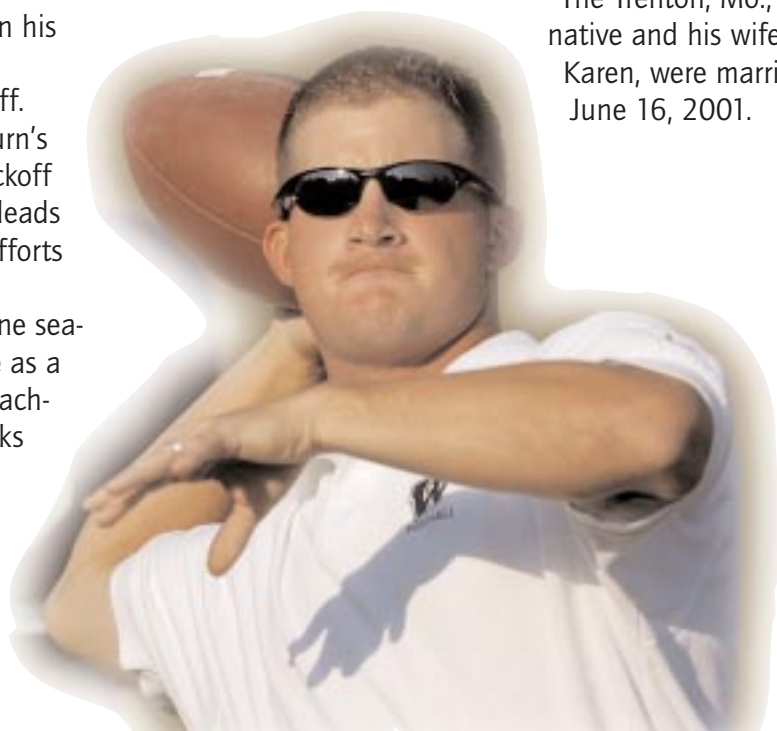 n his
ff.
urn's
ckoff
leads
fforts
ne sea-
e as a
ach-
ks
The Trenton, Mo.,
native and his wife
Karen, were marri
June 16, 2001.
W